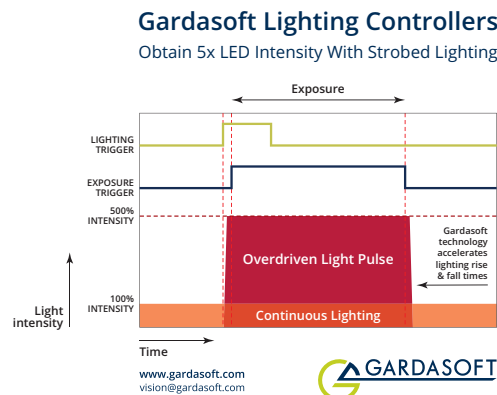 Gardasoft Lighting Controllers
Obtain 5x LED Intensity With Strobed Lighting
Exposure
LIGHTING
TRIGGER
EXPOSURE
TRIGGER
500%
INTENSITY
Overdriven Light Pulse
Gardasoft
technology
accelerates
lighting rise
& fall times
100%
INTENSITY
Continuous Lighting
Light
intensity
Time
www.gardasoft.com
vision@gardasoft.com
GARDASOFT